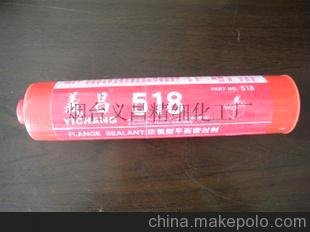 義昌 518
YICHANG
PART NO. 518
烟台义昌精细化工厂
FLANGE SEALANT 厌氧型平面密封剂
china.makepolo.com